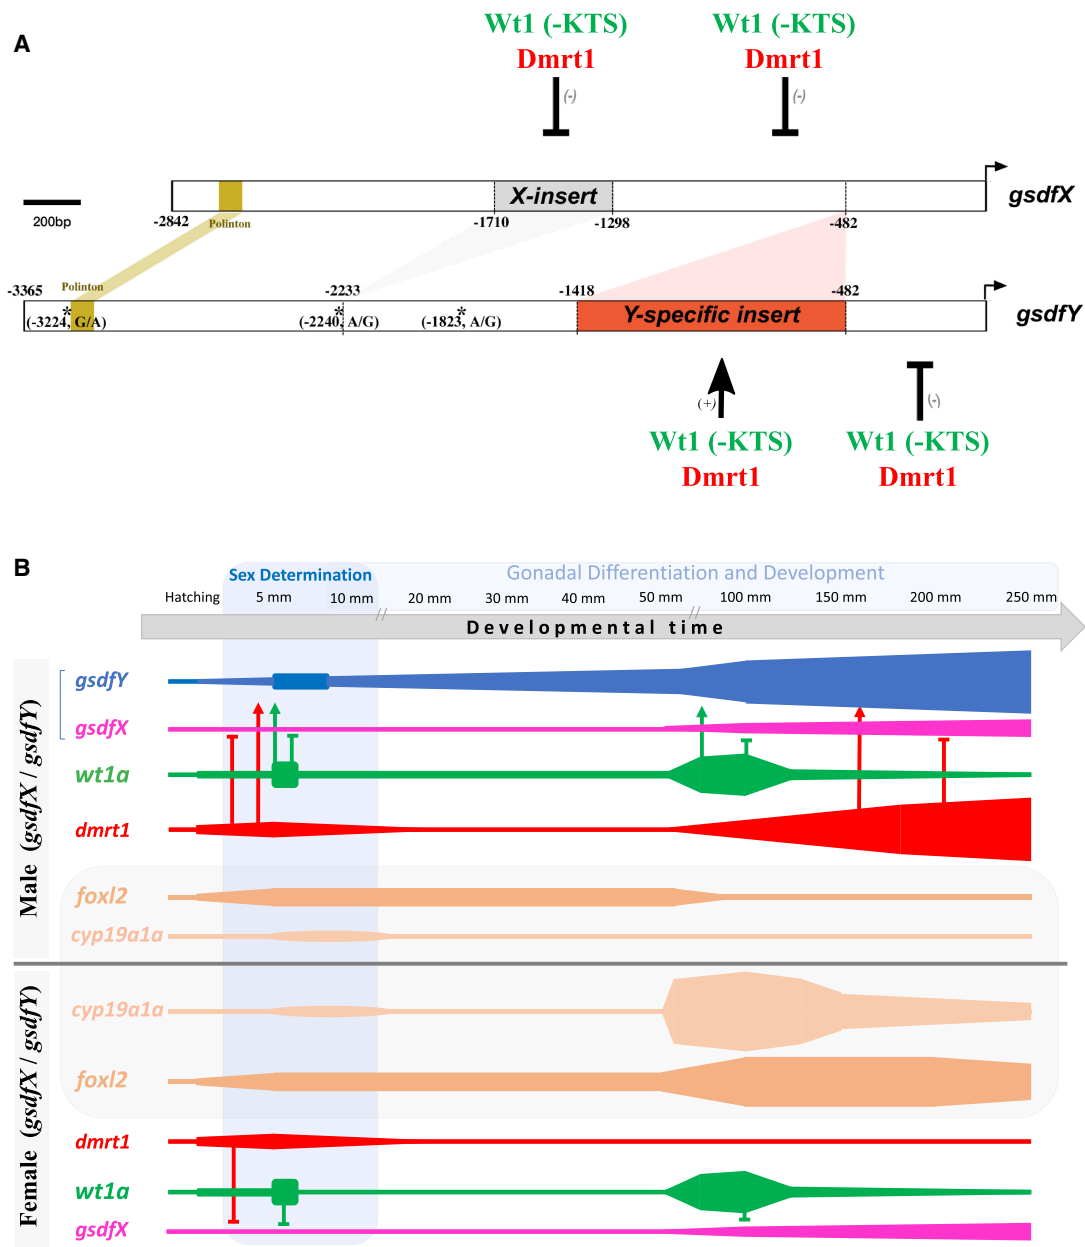 A
Wt1 (-KTS)
Dmrt1
(-)
Wt1 (-KTS)
Dmrt1
(-)
200bp
X-insert
gsdfX
-2842
Polinton
-1710
-1298
-482
-3365
Polinton
-2233
-1418
-482
* * *
(-3224, G/A)
(-2240, A/G)
(-1823, A/G)
Y-specific insert
gsdfY
(+)
Wt1 (-KTS)
Dmrt1
(-)
Wt1 (-KTS)
Dmrt1
B
Sex Determination
Gonadal Differentiation and Development
Hatching 5 mm 10 mm 20 mm 30 mm 40 mm 50 mm 100 mm 150 mm 200 mm 250 mm
Developmental time
Male (gsdfX / gsdfY)
gsdfY
gsdfX
wt1a
dmrt1
foxl2
cyp19a1a
Female (gsdfX / gsdfY)
cyp19a1a
foxl2
dmrt1
wt1a
gsdfX